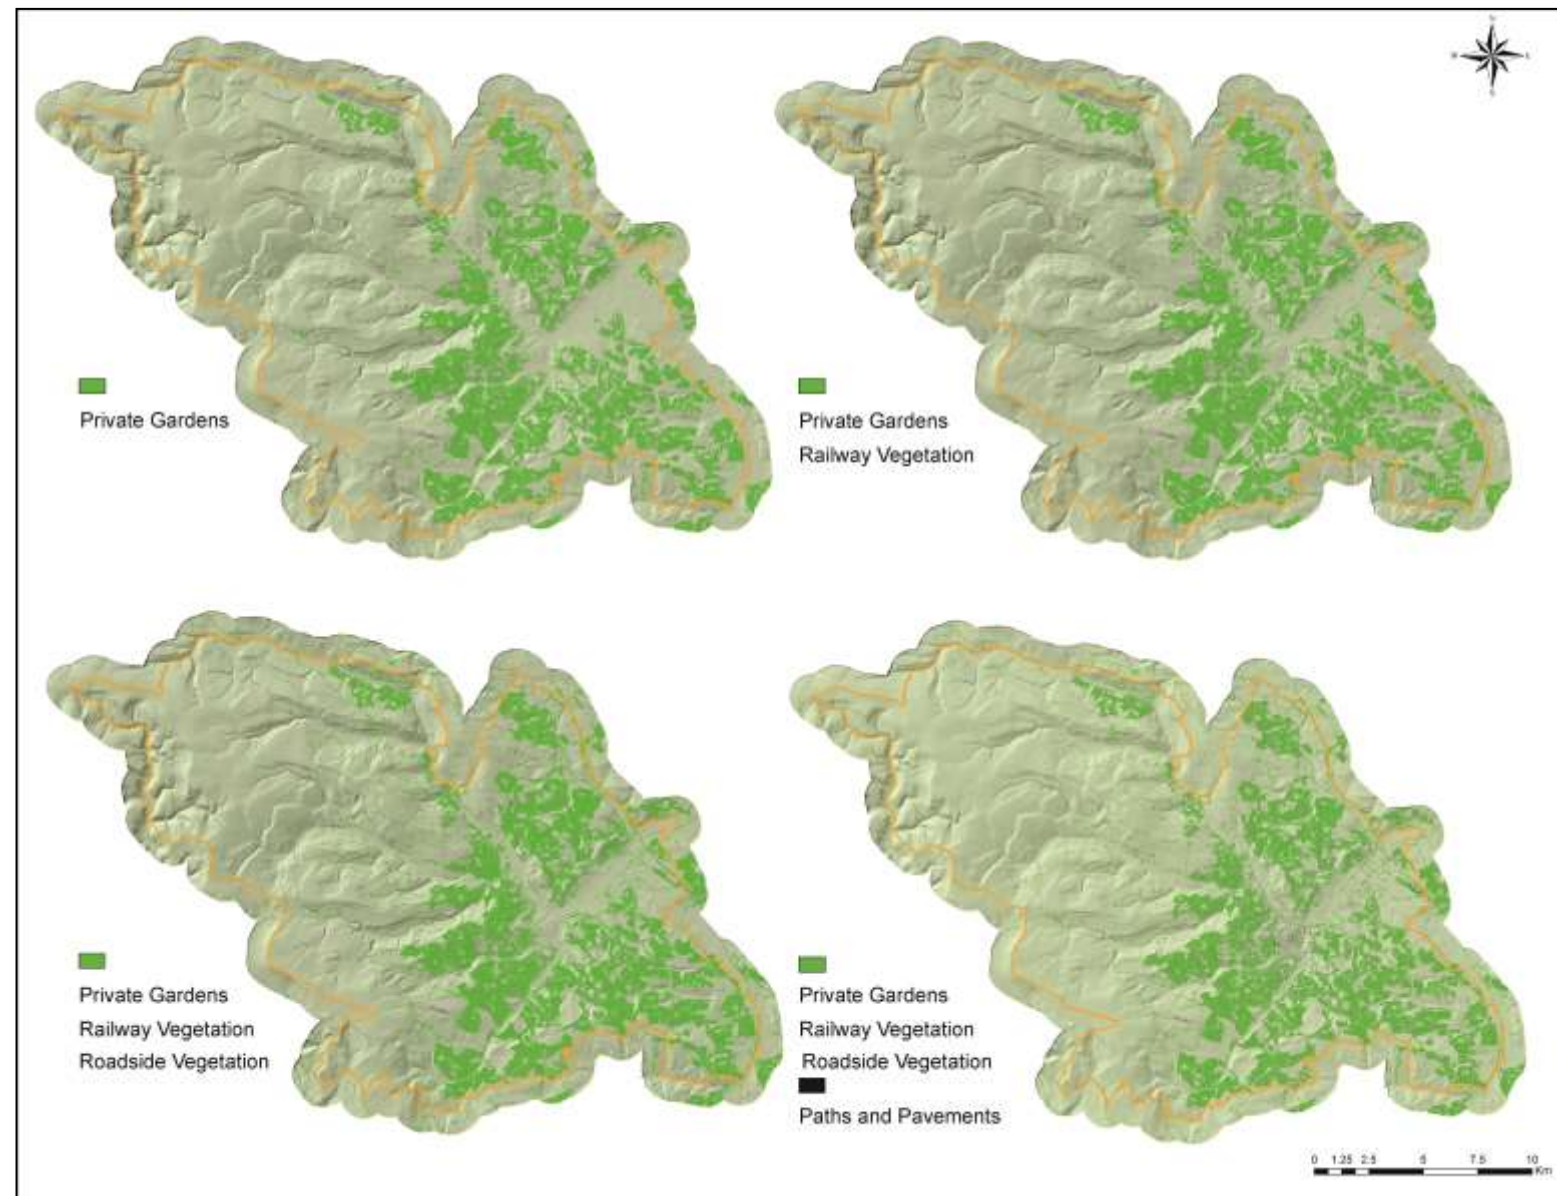 N
E
S
Private Gardens
Private Gardens
Railway Vegetation
Private Gardens
Railway Vegetation
Roadside Vegetation
Private Gardens
Railway Vegetation
Roadside Vegetation
Paths and Pavements
0 1.25 2.5 5 7.5 10
Km